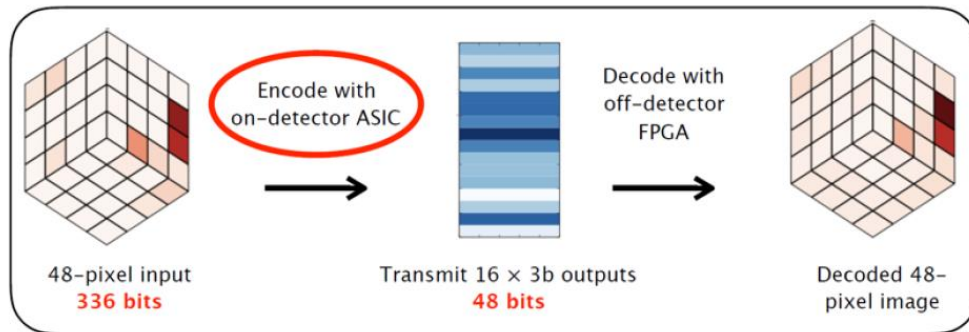 Encode with
on-detector ASIC
Decode with
off-detector
FPGA
48-pixel input
336 bits
Transmit 16 × 3b outputs
48 bits
Decoded 48-
pixel image